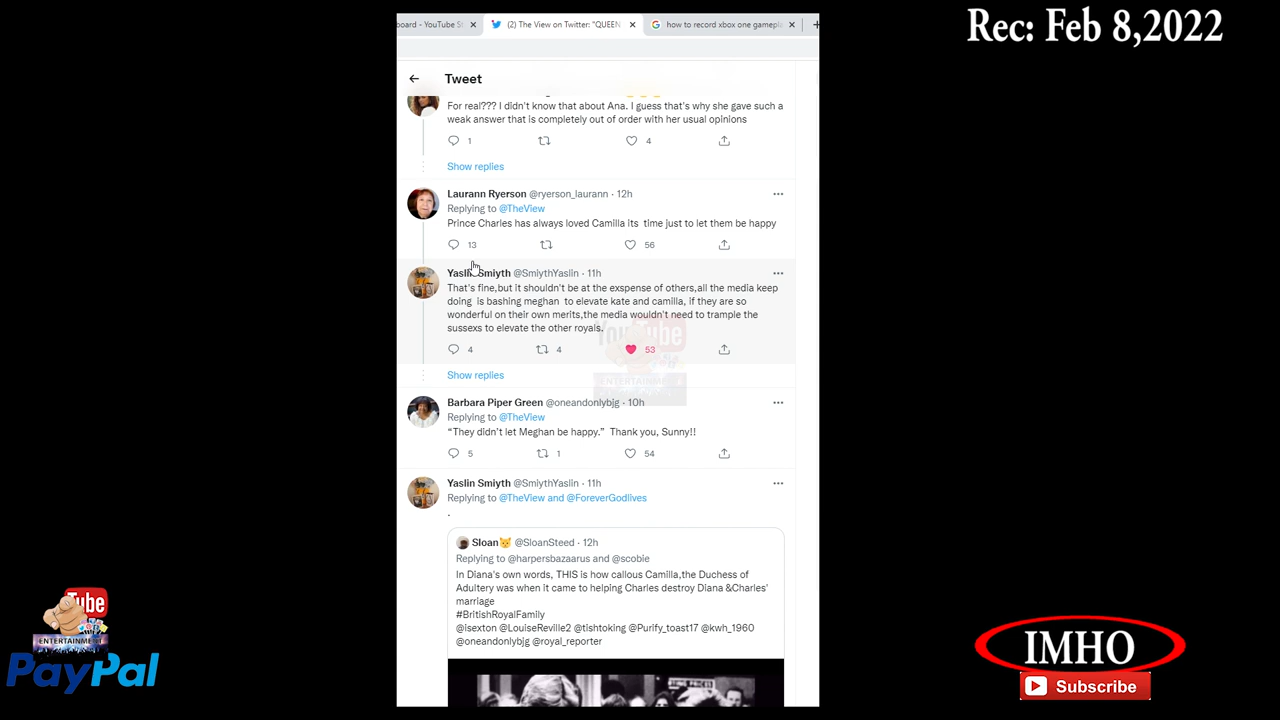 Rec: Feb 8,2022
board - YouTube St
(2) The View on Twitter: "QUEEN
how to record xbox one gamepl
Tweet
For real??? I didn't know that about Ana. I guess that's why she gave such a
weak answer that is completely out of order with her usual opinions
1
4
Show replies
Laurann Ryerson @ryerson_laurann · 12h
Replying to @TheView
Prince Charles has always loved Camilla its time just to let them be happy
13
56
Yaslin Smiyth @SmiythYaslin · 11h
That's fine,but it shouldn't be at the exspense of others,all the media keep
doing is bashing meghan to elevate kate and camilla, if they are so
wonderful on their own merits,the media wouldn't need to trample the
sussexs to elevate the other royals.
4
4
53
Show replies
YouTube
ENTERTAINMENT
Barbara Piper Green @oneandonlybjg · 10h
Replying to @TheView
“They didn’t let Meghan be happy.” Thank you, Sunny!!
5
1
54
Yaslin Smiyth @SmiythYaslin · 11h
Replying to @TheView and @ForeverGodlives
.
Sloan @SloanSteed · 12h
Replying to @harpersbazaarus and @scobie
In Diana's own words, THIS is how callous Camilla,the Duchess of
Adultery was when it came to helping Charles destroy Diana &Charles'
marriage
#BritishRoyalFamily
@isexton @LouiseReville2 @tishtoking @Purify_toast17 @kwh_1960
@oneandonlybjg @royal_reporter
Tube
ENTERTAINMENT
PayPal
IMHO
Subscribe